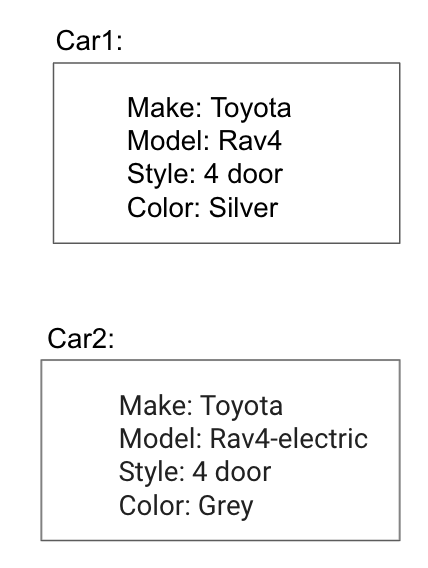 Car1:
Make: Toyota
Model: Rav4
Style: 4 door
Color: Silver
Car2:
Make: Toyota
Model: Rav4-electric
Style: 4 door
Color: Grey